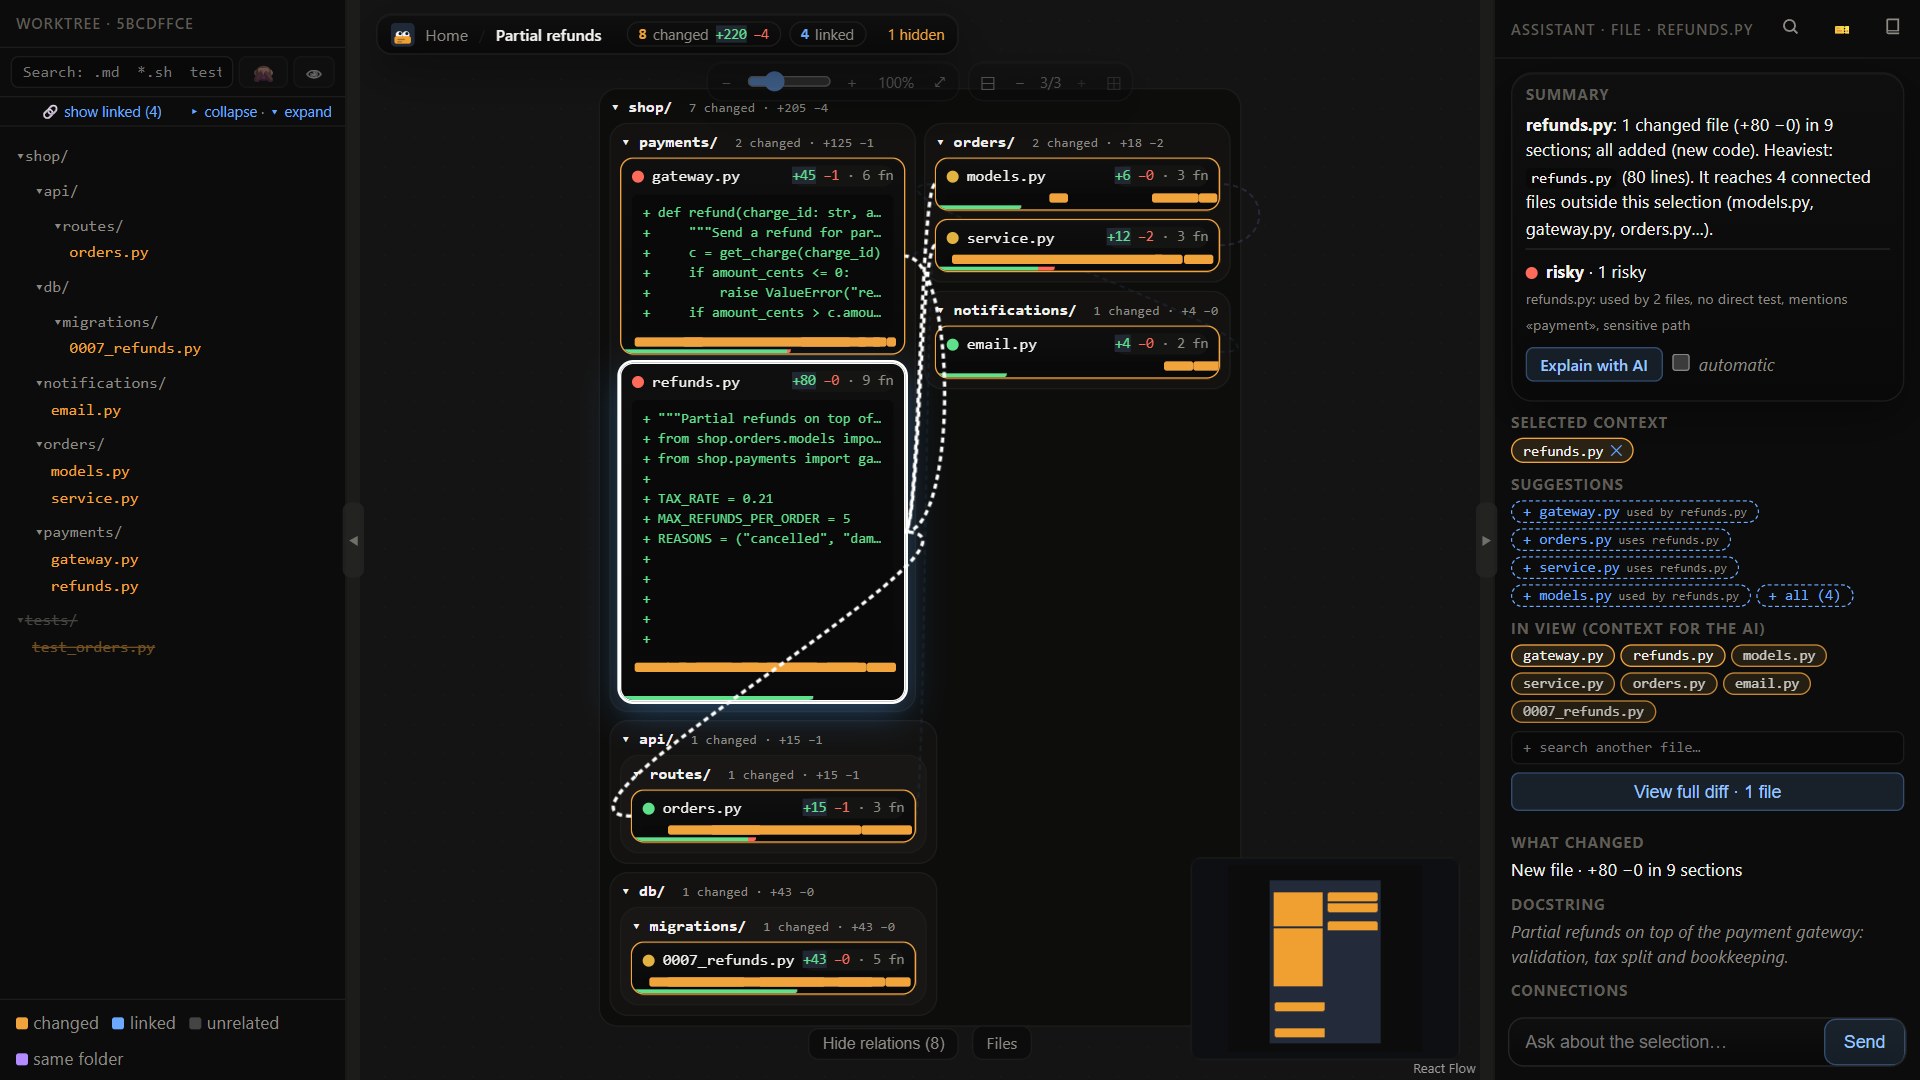 WORKTREE · 5BCDFFCE
Search: .md *.sh test
show linked (4)
collapse · expand
shop/
api/
routes/
orders.py
db/
migrations/
0007_refunds.py
notifications/
email.py
orders/
models.py
service.py
payments/
gateway.py
refunds.py
tests/
test_orders.py
changed linked unrelated
same folder
Home / Partial refunds 8 changed +220 −4 4 linked 1 hidden
− + 100% − 3/3 +
shop/ 7 changed · +205 −4
payments/ 2 changed · +125 −1
gateway.py +45 −1 · 6 fn
+ def refund(charge_id: str, a…
+ """Send a refund for par…
+ c = get_charge(charge_id)
+ if amount_cents <= 0:
+ raise ValueError("re…
+ if amount_cents > c.amou…
refunds.py +80 −0 · 9 fn
+ """Partial refunds on top of…
+ from shop.orders.models impo…
+ from shop.payments import ga…
+
+ TAX_RATE = 0.21
+ MAX_REFUNDS_PER_ORDER = 5
+ REASONS = ("cancelled", "dam…
+
+
+
+
+
orders/ 2 changed · +18 −2
models.py +6 −0 · 3 fn
service.py +12 −2 · 3 fn
notifications/ 1 changed · +4 −0
email.py +4 −0 · 2 fn
api/ 1 changed · +15 −1
routes/ 1 changed · +15 −1
orders.py +15 −1 · 3 fn
db/ 1 changed · +43 −0
migrations/ 1 changed · +43 −0
0007_refunds.py +43 −0 · 5 fn
Hide relations (8) Files
React Flow
ASSISTANT · FILE · REFUNDS.PY
SUMMARY
refunds.py: 1 changed file (+80 −0) in 9
sections; all added (new code). Heaviest:
refunds.py (80 lines). It reaches 4 connected
files outside this selection (models.py,
gateway.py, orders.py…).
risky · 1 risky
refunds.py: used by 2 files, no direct test, mentions
«payment», sensitive path
Explain with AI automatic
SELECTED CONTEXT
refunds.py ×
SUGGESTIONS
+ gateway.py used by refunds.py
+ orders.py uses refunds.py
+ service.py uses refunds.py
+ models.py used by refunds.py + all (4)
IN VIEW (CONTEXT FOR THE AI)
gateway.py refunds.py models.py
service.py orders.py email.py
0007_refunds.py
+ search another file…
View full diff · 1 file
WHAT CHANGED
New file · +80 −0 in 9 sections
DOCSTRING
Partial refunds on top of the payment gateway:
validation, tax split and bookkeeping.
CONNECTIONS
Ask about the selection… Send